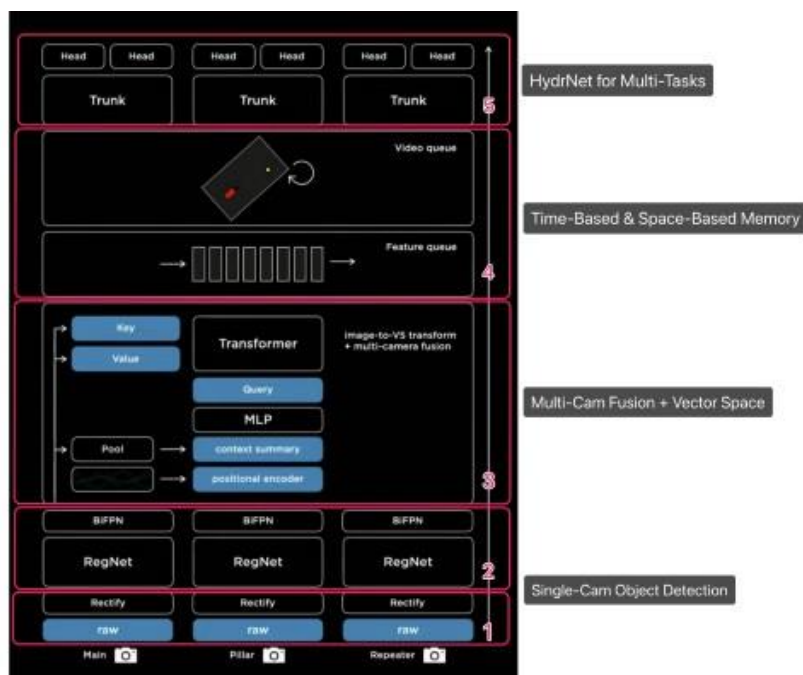 Head Head Head Head Head Head
Trunk Trunk Trunk
5
HydrNet for Multi-Tasks
Video queue
Time-Based & Space-Based Memory
Feature queue
4
Key
Value
Transformer
image-to-VS transform
+ multi-camera fusion
Query
Multi-Cam Fusion + Vector Space
MLP
Pool
context summary
positional encoder
3
BiFPN BiFPN BiFPN
RegNet RegNet RegNet
2
Single-Cam Object Detection
Rectify Rectify Rectify
raw raw raw
1
Main Pillar Repeater